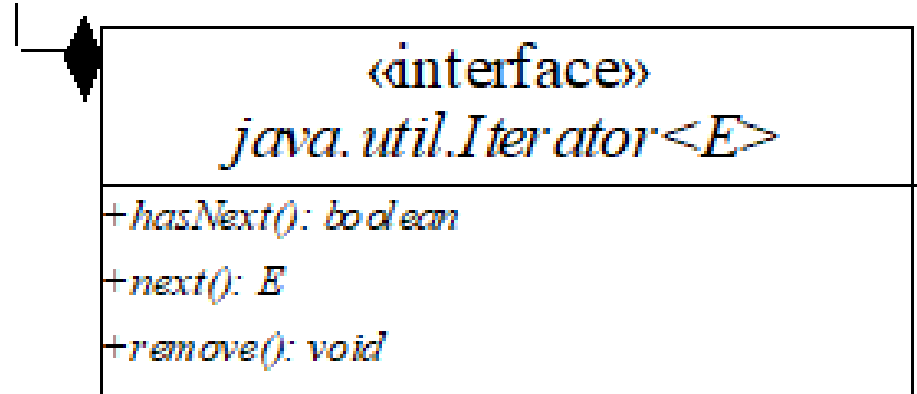 «interface»
java.util.Iterator<E>
+hasNext(): boolean
+next(): E
+remove(): void